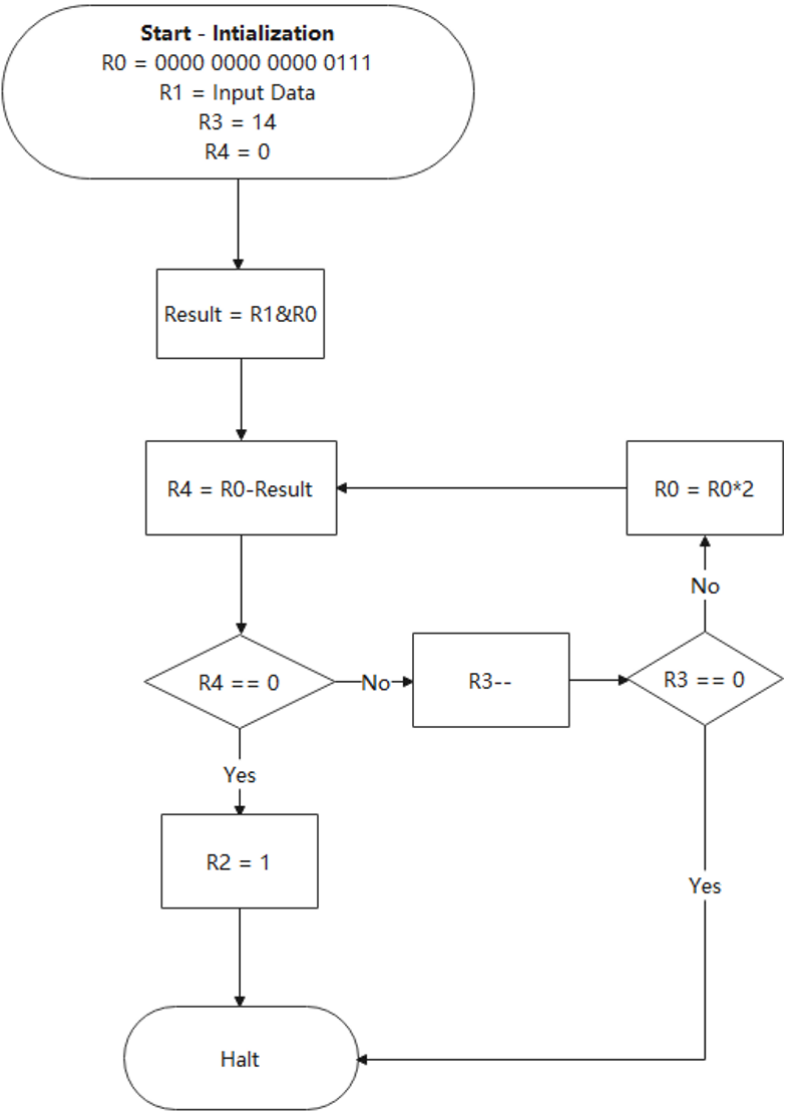 Start - Intialization
R0 = 0000 0000 0000 0111
R1 = Input Data
R3 = 14
R4 = 0
Result = R1&R0
R4 = R0-Result
R0 = R0*2
No
R4 == 0
No
R3--
R3 == 0
Yes
R2 = 1
Yes
Halt